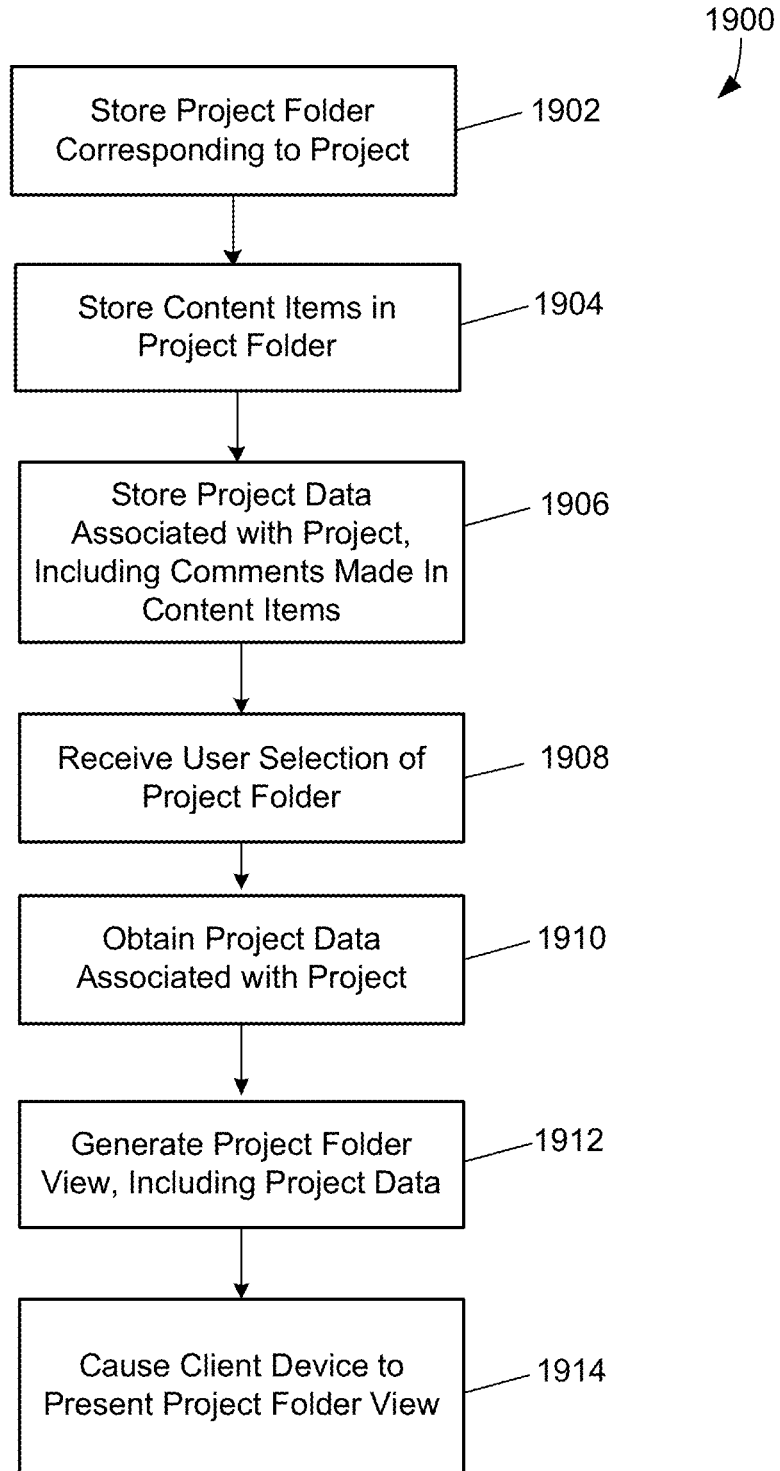 1900
Store Project Folder
Corresponding to Project
1902
Store Content Items in
Project Folder
1904
Store Project Data
Associated with Project,
Including Comments Made In
Content Items
1906
Receive User Selection of
Project Folder
1908
Obtain Project Data
Associated with Project
1910
Generate Project Folder
View, Including Project Data
1912
Cause Client Device to
Present Project Folder View
1914